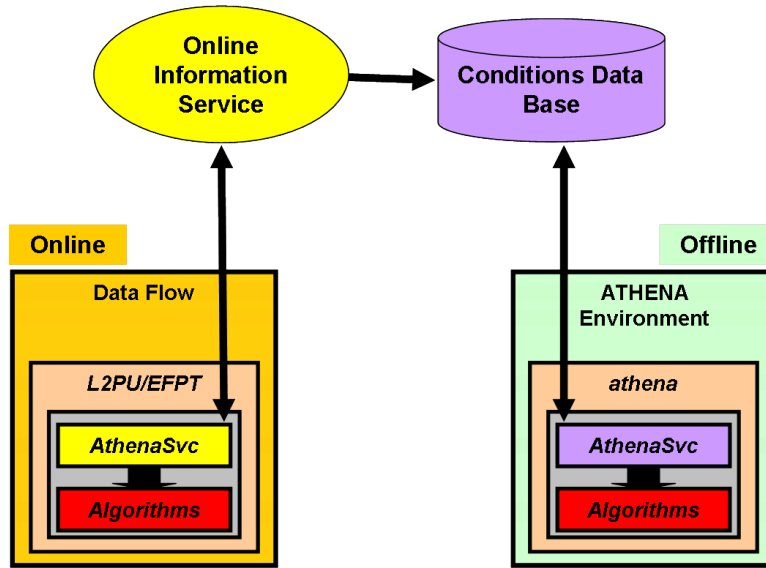 Online
Information
Service
Conditions Data
Base
Online
Offline
Data Flow
ATHENA
Environment
L2PU/EFPT
athena
AthenaSvc
AthenaSvc
Algorithms
Algorithms